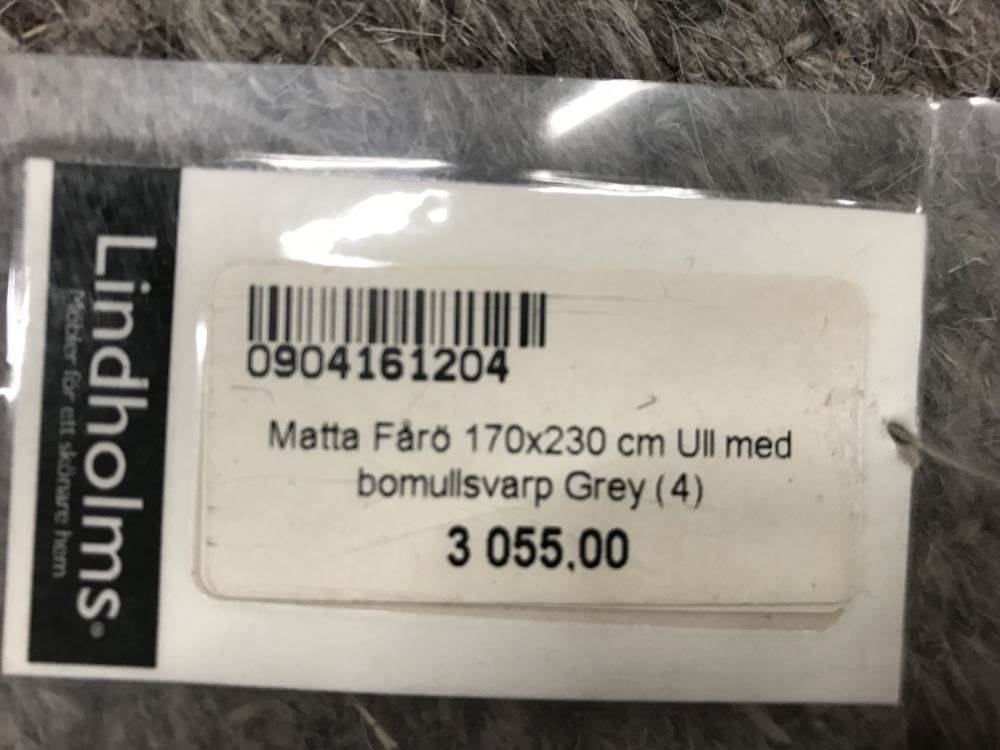 Lindholms®
Möbler för ett skönare hem
0904161204
Matta Fårö 170x230 cm Ull med
bomullsvarp Grey (4)
3 055,00